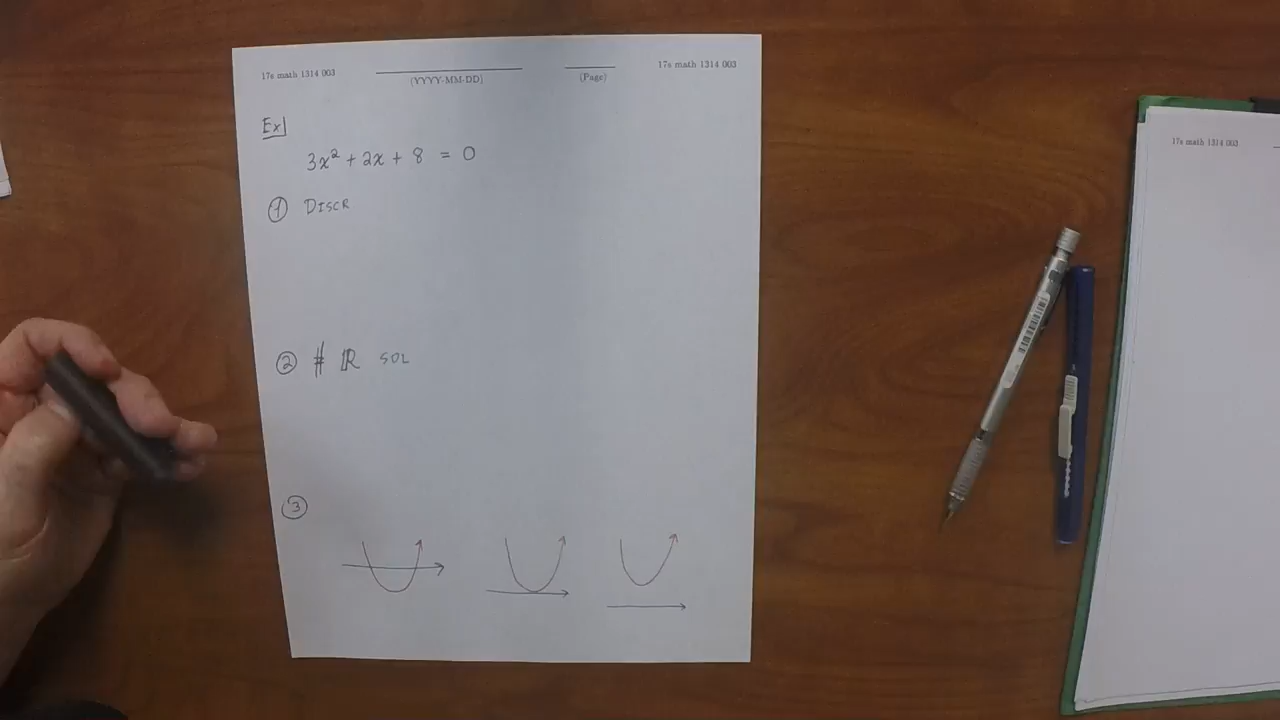 17s math 1314 003 (YYYY-MM-DD) (Page) 17s math 1314 003
Ex
3x² + 2x + 8 = 0
① DISCR
② # ℝ SOL
③
17s math 1314 003